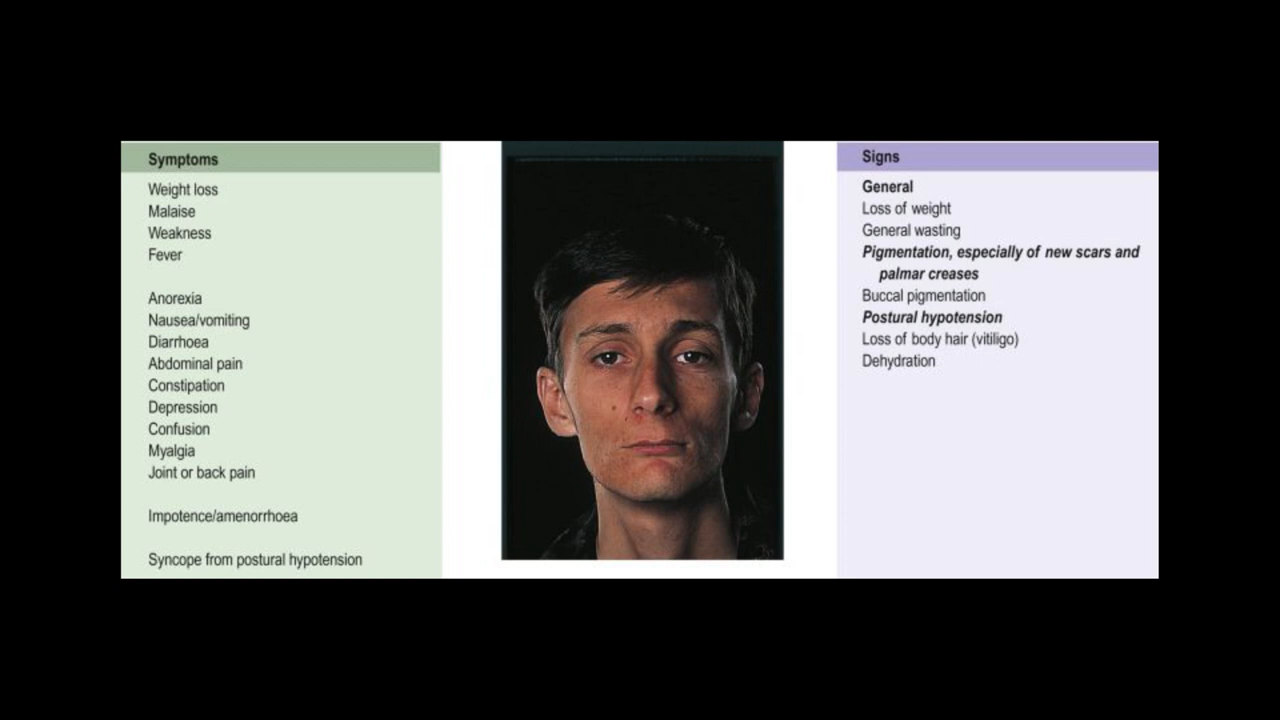 Symptoms
Weight loss
Malaise
Weakness
Fever
Anorexia
Nausea/vomiting
Diarrhoea
Abdominal pain
Constipation
Depression
Confusion
Myalgia
Joint or back pain
Impotence/amenorrhoea
Syncope from postural hypotension
Signs
General
Loss of weight
General wasting
Pigmentation, especially of new scars and
palmar creases
Buccal pigmentation
Postural hypotension
Loss of body hair (vitiligo)
Dehydration